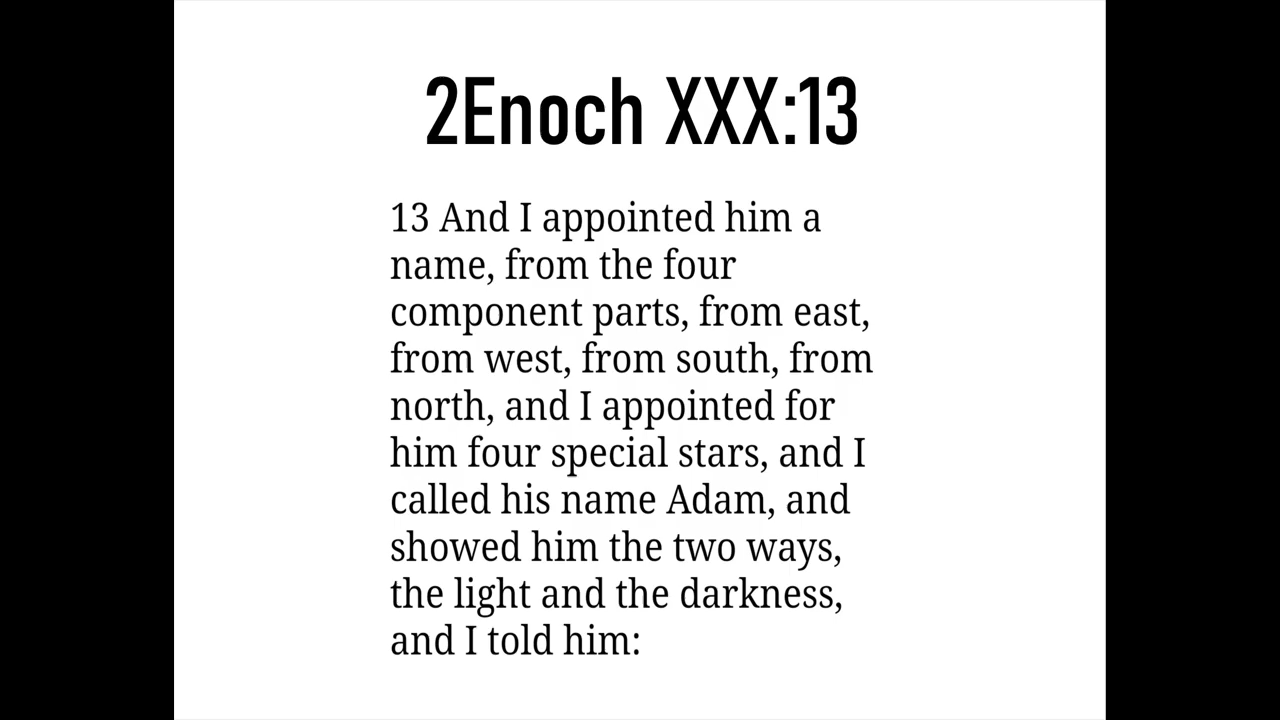 2Enoch XXX:13
13 And I appointed him a
name, from the four
component parts, from east,
from west, from south, from
north, and I appointed for
him four special stars, and I
called his name Adam, and
showed him the two ways,
the light and the darkness,
and I told him: